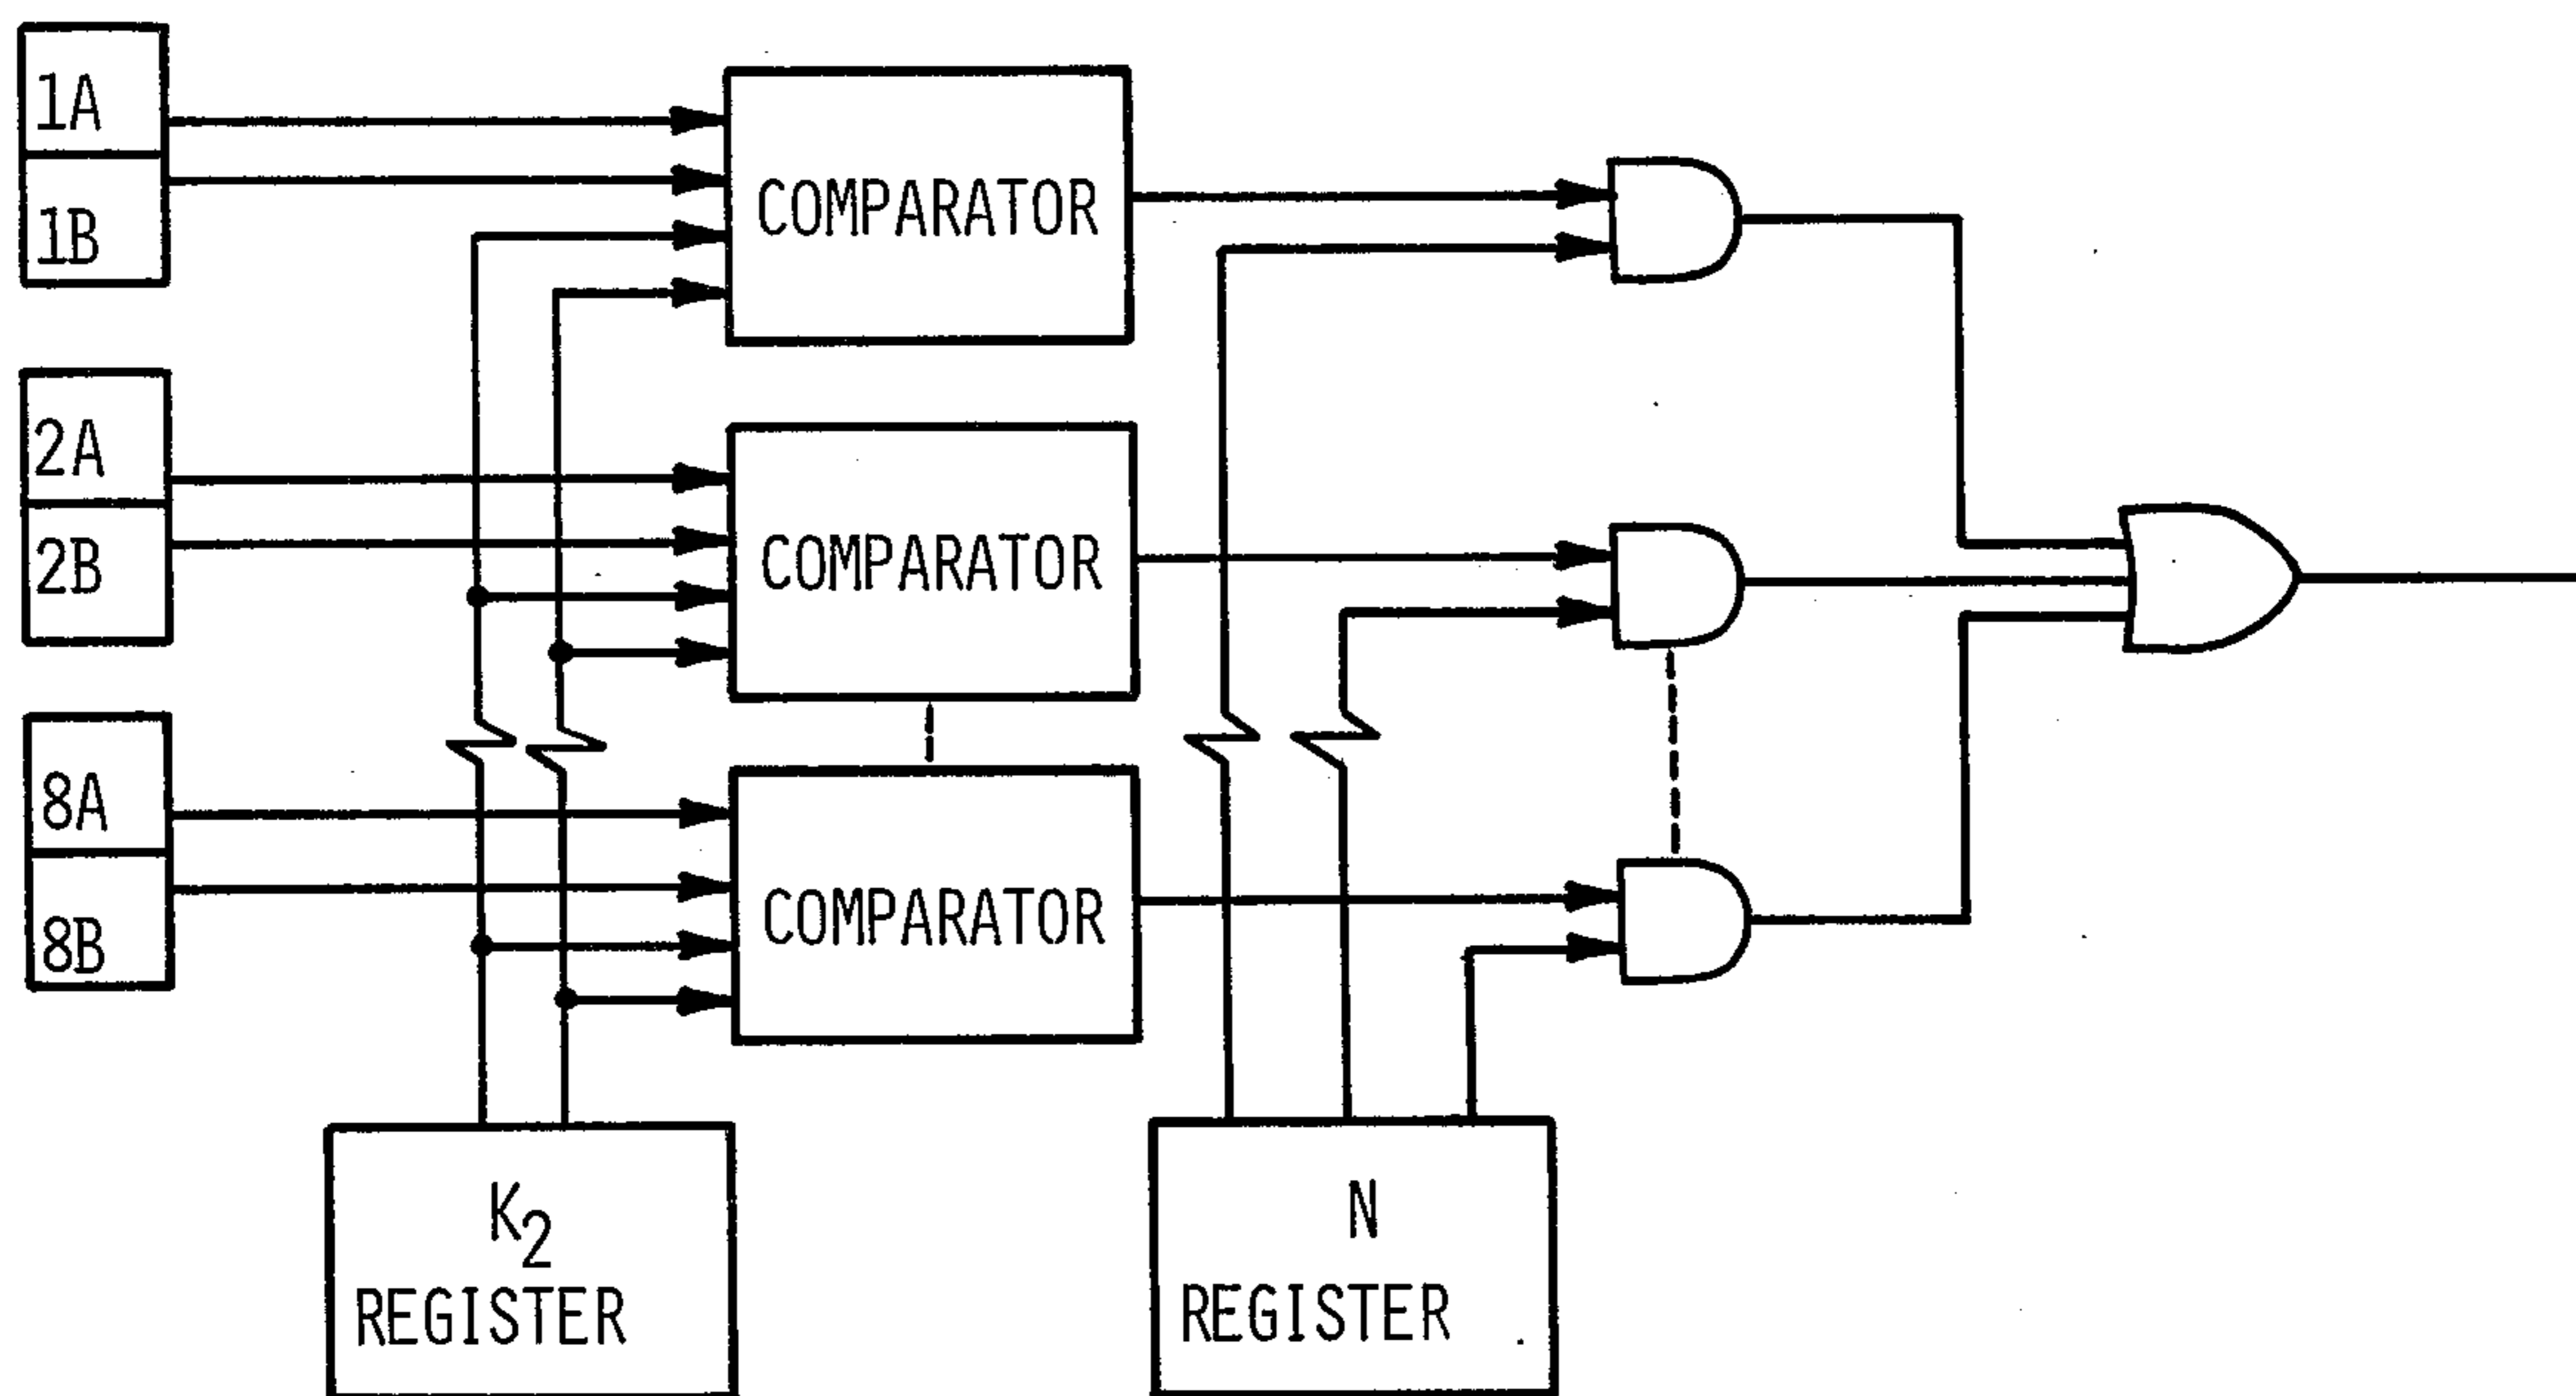 1A
1B
COMPARATOR
2A
2B
COMPARATOR
8A
8B
COMPARATOR
K2
REGISTER
N
REGISTER